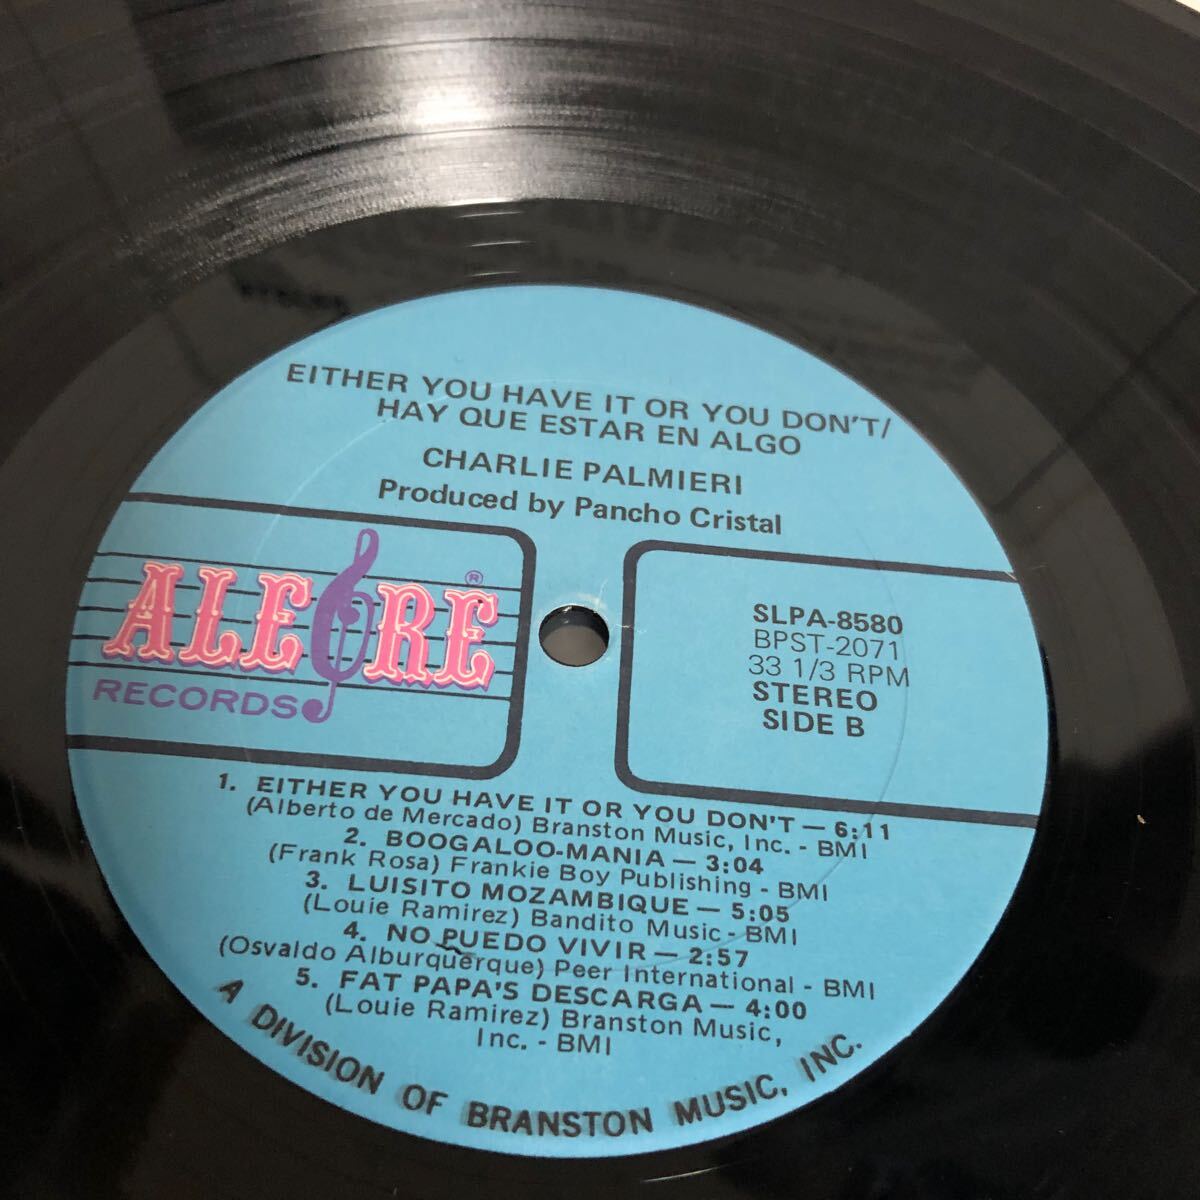 EITHER YOU HAVE IT OR YOU DON'T/
HAY QUE ESTAR EN ALGO
CHARLIE PALMIERI
Produced by Pancho Cristal
ALEGRE®
RECORDS
SLPA-8580
BPST-2071
33 1/3 RPM
STEREO
SIDE B
1. EITHER YOU HAVE IT OR YOU DON'T — 6:11
(Alberto de Mercado) Branston Music, Inc. - BMI
2. BOOGALOO-MANIA — 3:04
(Frank Rosa) Frankie Boy Publishing - BMI
3. LUISITO MOZAMBIQUE — 5:05
(Louie Ramirez) Bandito Music - BMI
4. NO PUEDO VIVIR — 2:57
(Osvaldo Alburquerque) Peer International - BMI
5. FAT PAPA'S DESCARGA — 4:00
(Louie Ramirez) Branston Music,
Inc. - BMI
A DIVISION OF BRANSTON MUSIC, INC.